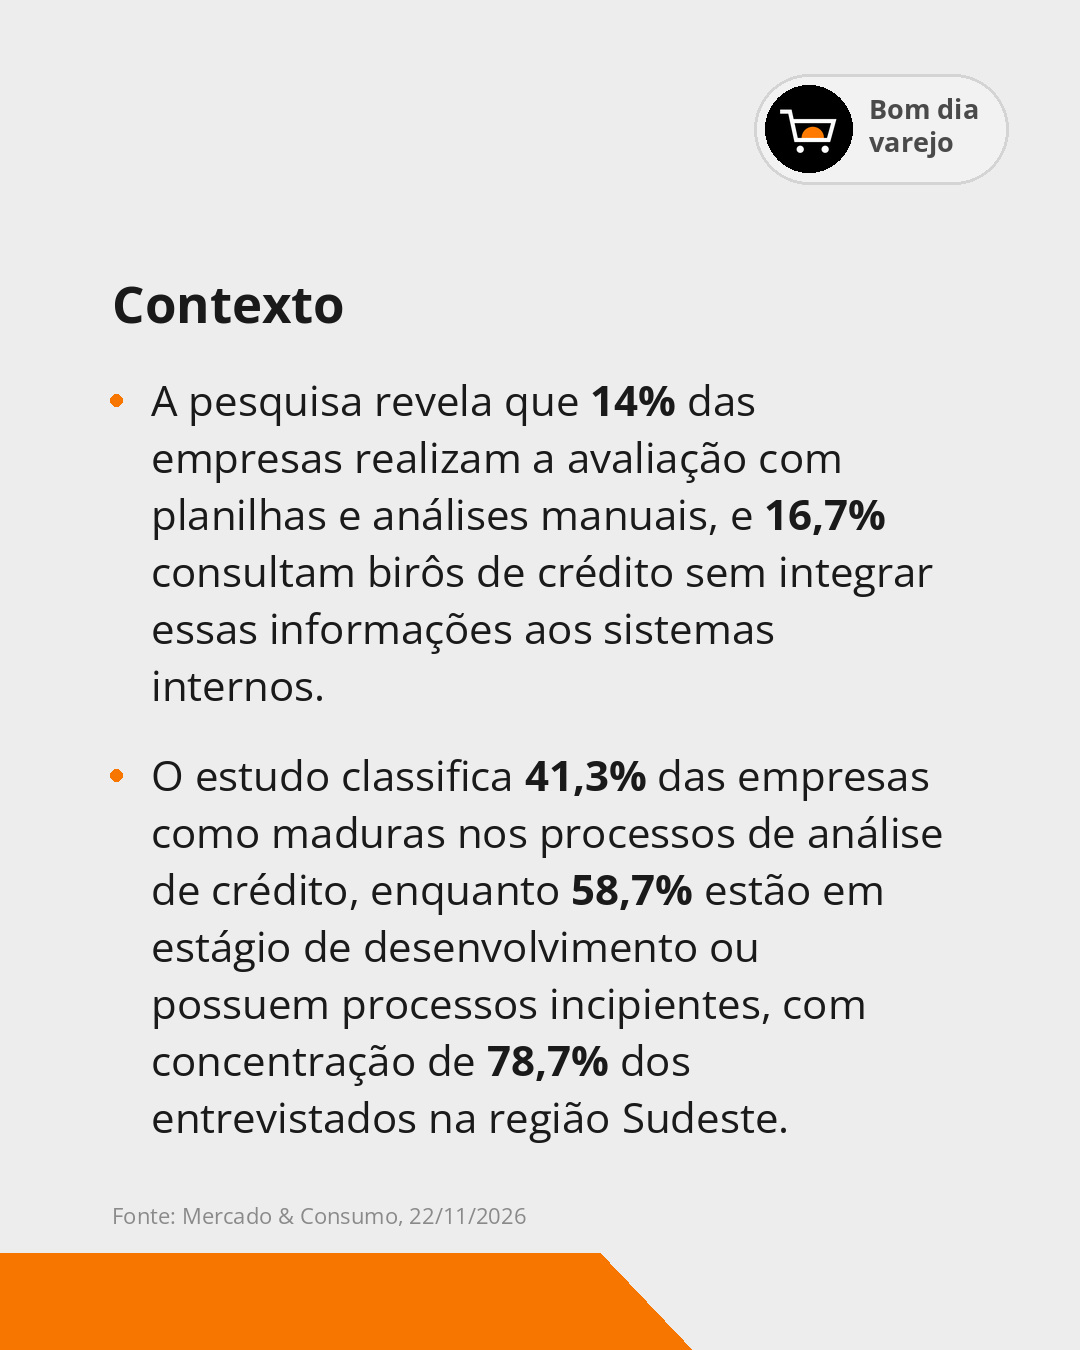 Bom dia
varejo
Contexto
A pesquisa revela que 14% das
empresas realizam a avaliação com
planilhas e análises manuais, e 16,7%
consultam birôs de crédito sem integrar
essas informações aos sistemas
internos.
O estudo classifica 41,3% das empresas
como maduras nos processos de análise
de crédito, enquanto 58,7% estão em
estágio de desenvolvimento ou
possuem processos incipientes, com
concentração de 78,7% dos
entrevistados na região Sudeste.
Fonte: Mercado & Consumo, 22/11/2026